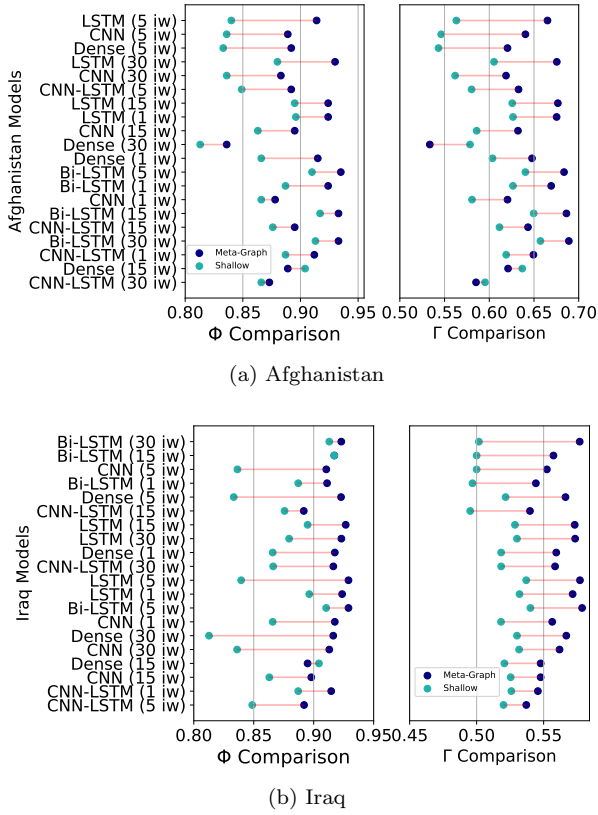 Afghanistan Models
LSTM (5 iw)
CNN (5 iw)
Dense (5 iw)
LSTM (30 iw)
CNN (30 iw)
CNN-LSTM (5 iw)
LSTM (15 iw)
LSTM (1 iw)
CNN (15 iw)
Dense (30 iw)
Dense (1 iw)
Bi-LSTM (5 iw)
Bi-LSTM (1 iw)
CNN (1 iw)
Bi-LSTM (15 iw)
CNN-LSTM (15 iw)
Bi-LSTM (30 iw)
CNN-LSTM (1 iw)
Dense (15 iw)
CNN-LSTM (30 iw)
Meta-Graph
Shallow
0.80 0.85 0.90 0.95
Φ Comparison
0.50 0.55 0.60 0.65 0.70
Γ Comparison
(a) Afghanistan
Iraq Models
Bi-LSTM (30 iw)
Bi-LSTM (15 iw)
CNN (5 iw)
Bi-LSTM (1 iw)
Dense (5 iw)
CNN-LSTM (15 iw)
LSTM (15 iw)
LSTM (30 iw)
Dense (1 iw)
CNN-LSTM (30 iw)
LSTM (5 iw)
LSTM (1 iw)
Bi-LSTM (5 iw)
CNN (1 iw)
Dense (30 iw)
CNN (30 iw)
Dense (15 iw)
CNN (15 iw)
CNN-LSTM (1 iw)
CNN-LSTM (5 iw)
0.80 0.85 0.90 0.95
Φ Comparison
Meta-Graph
Shallow
0.45 0.50 0.55
Γ Comparison
(b) Iraq